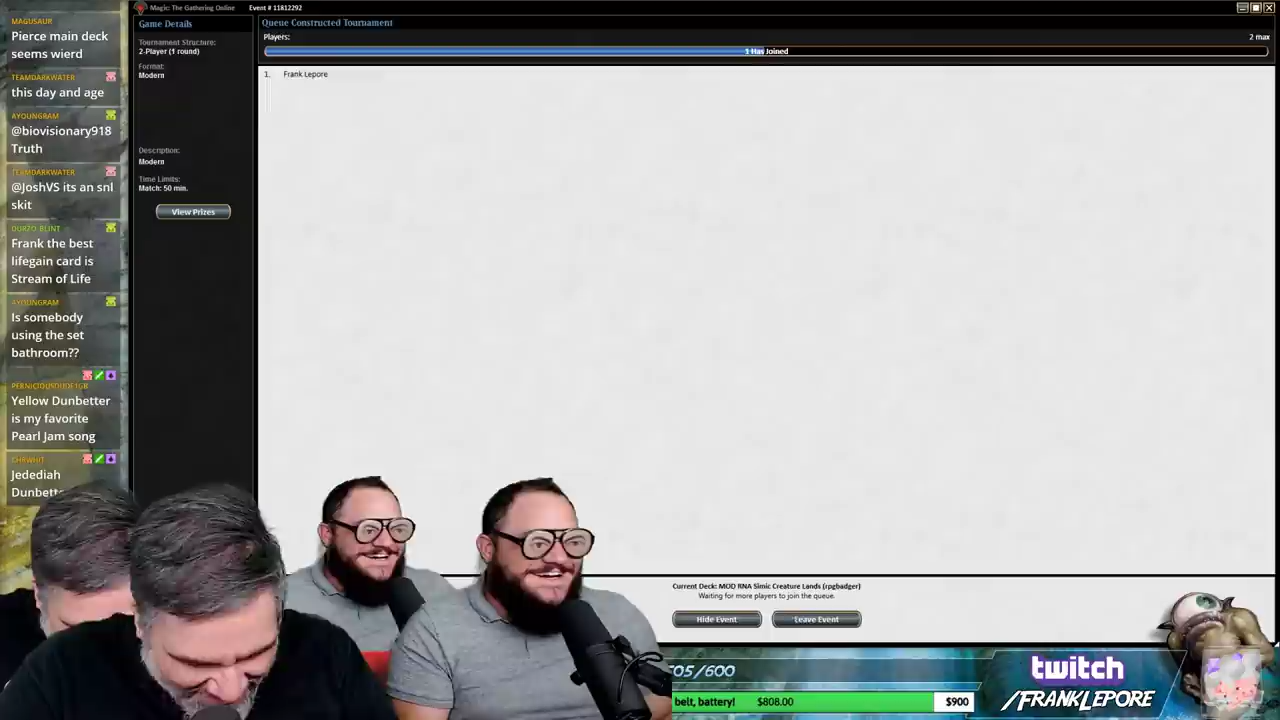 Magic: The Gathering Online Event # 11812292
MAGUSAUR
Pierce main deck
seems wierd
TEAMDARKWATER
this day and age
AYOUNGRAM
@biovisionary918
Truth
TEAMDARKWATER
@JoshVS its an snl
skit
DURZO BLINT
Frank the best
lifegain card is
Stream of Life
AYOUNGRAM
Is somebody
using the set
bathroom??
PERNICIOUSDUDE1GB
Yellow Dunbetter
is my favorite
Pearl Jam song
CHRWHIT
Jedediah
Game Details
Tournament Structure:
2-Player (1 round)
Format:
Modern
Description:
Modern
Time Limits:
Match: 50 min.
View Prizes
Queue Constructed Tournament
Players: 2 max
1 Has Joined
1. Frank Lepore
Current Deck: MOD RNA Simic Creature Lands (rpgbadger)
Waiting for more players to join the queue.
Hide Event Leave Event
05/600
belt, battery! $808.00 $900
twitch
/FRANKLEPORE